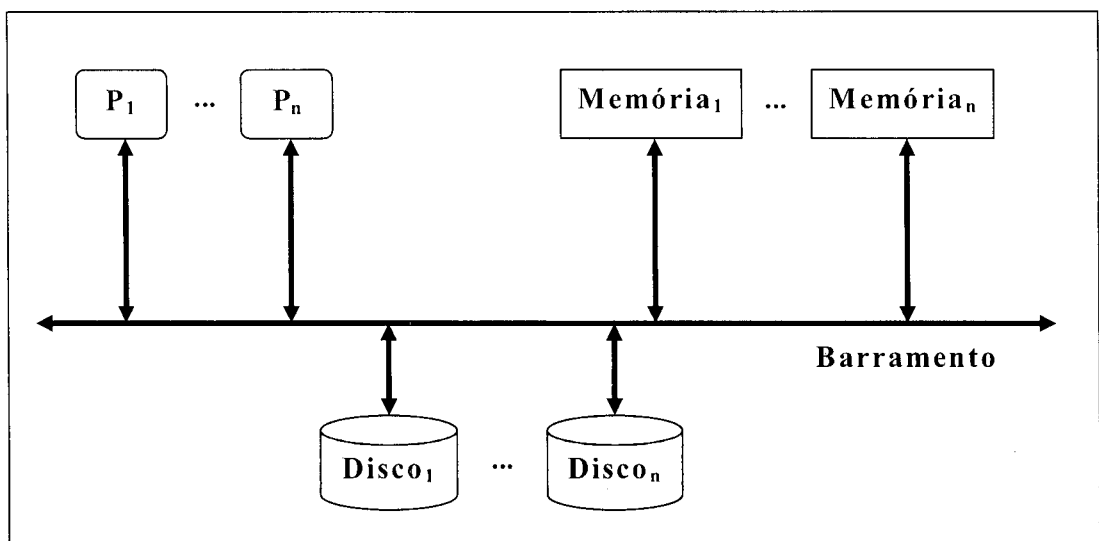 P₁ ... Pₙ Memória₁ ... Memóriaₙ
Barramento
Disco₁ ... Discoₙ